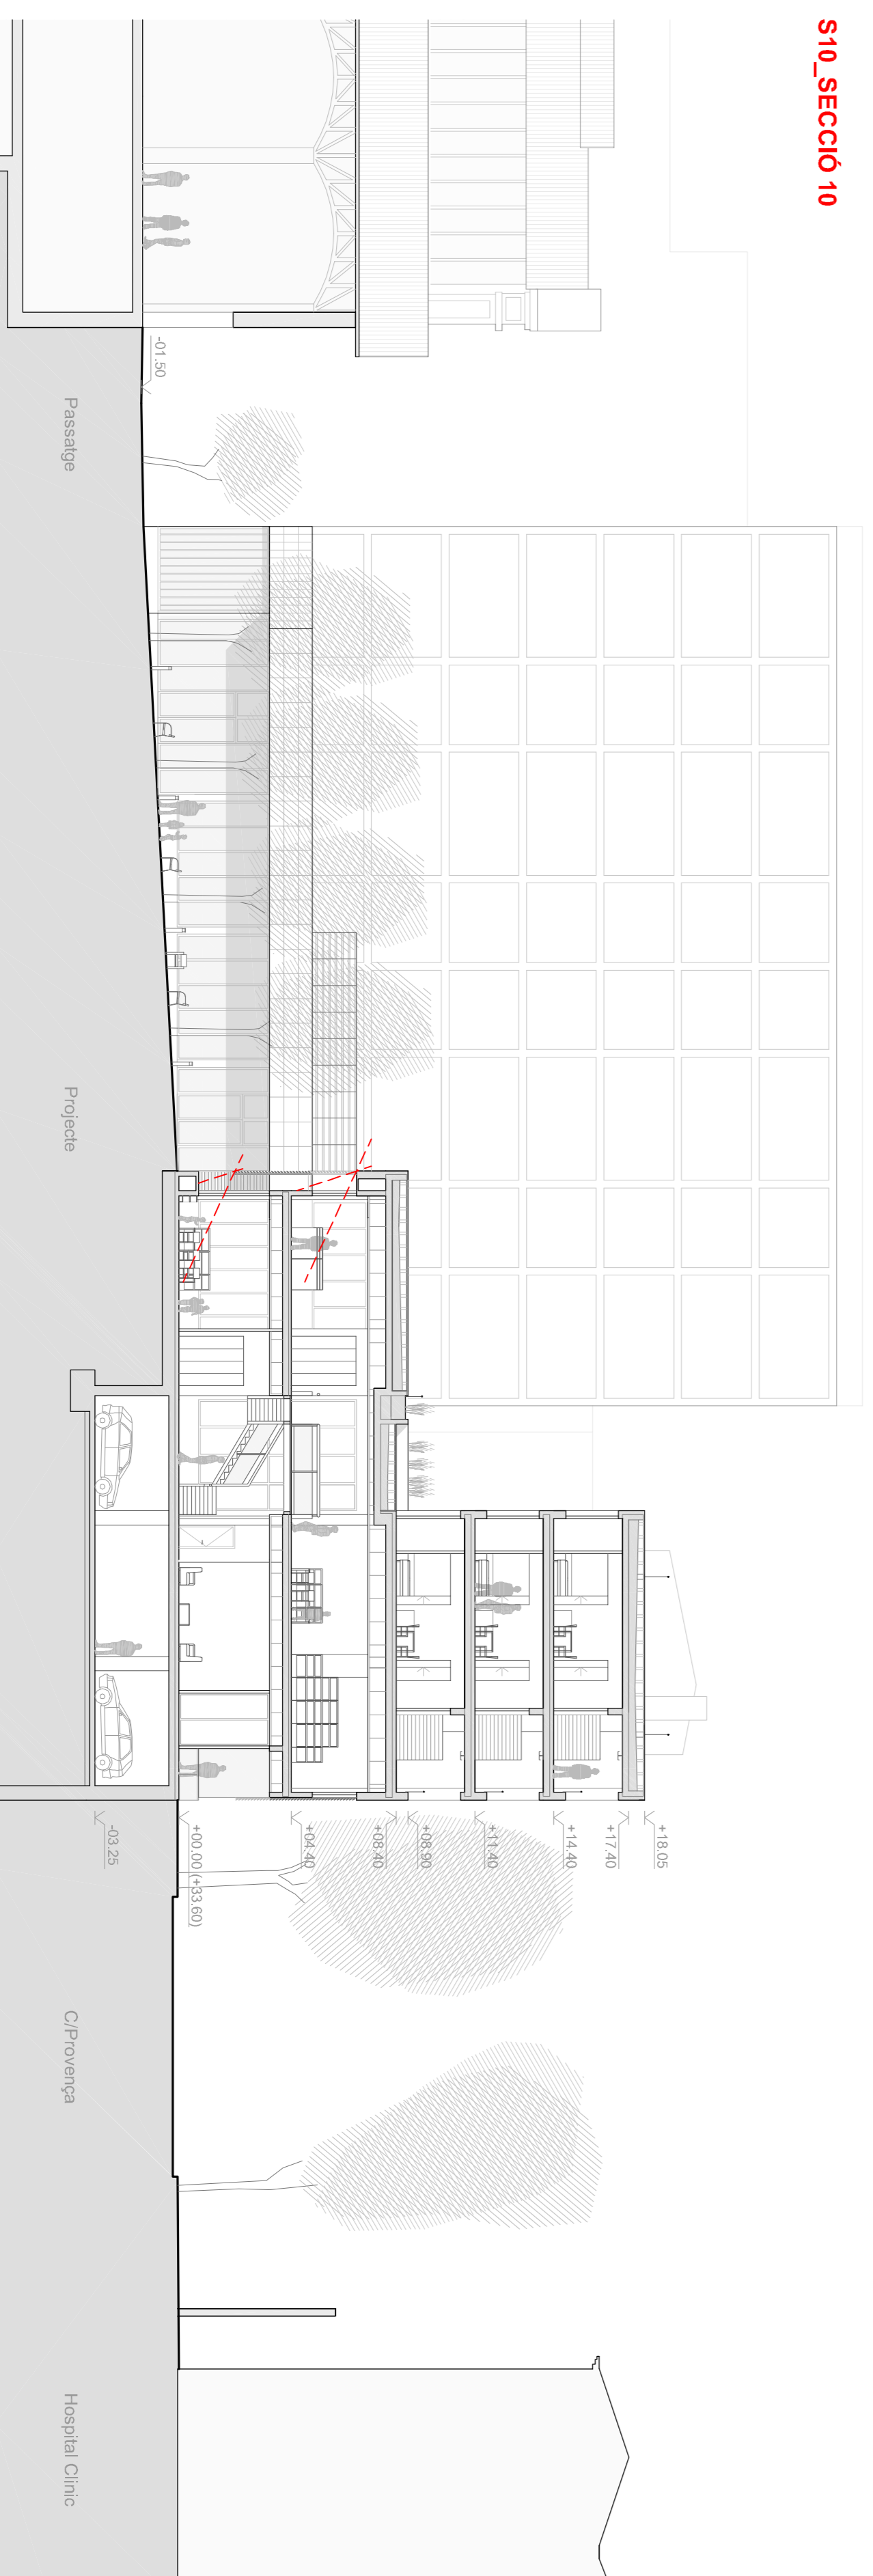 S10_SECCIÓ 10
+18.05
+17.40
+14.40
+11.40
+08.90
+08.40
+04.40
+00.00 (+33.60)
-01.50
-03.25
Passatge
Projecte
C/Provença
Hospital Clinic